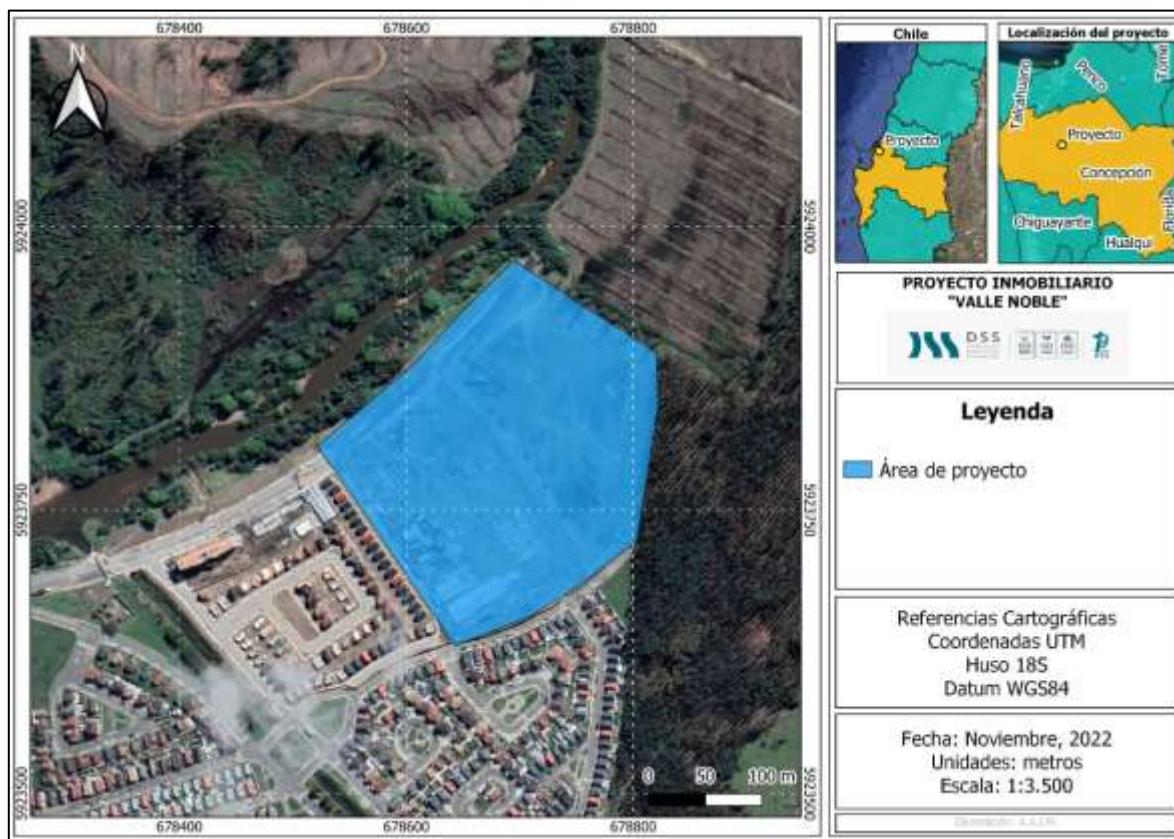 678400
678600
678800
N
5924000
5924000
5923750
5923750
5923500
5923500
0 50 100 m
678400
678600
678800
Chile
Proyecto
Localización del proyecto
Talcahuano
Penco
Tome
Proyecto
Concepción
Chiguayante
Hualqui
Florida
PROYECTO INMOBILIARIO
"VALLE NOBLE"
DSS
Leyenda
Área de proyecto
Referencias Cartográficas
Coordenadas UTM
Huso 18S
Datum WGS84
Fecha: Noviembre, 2022
Unidades: metros
Escala: 1:3.500